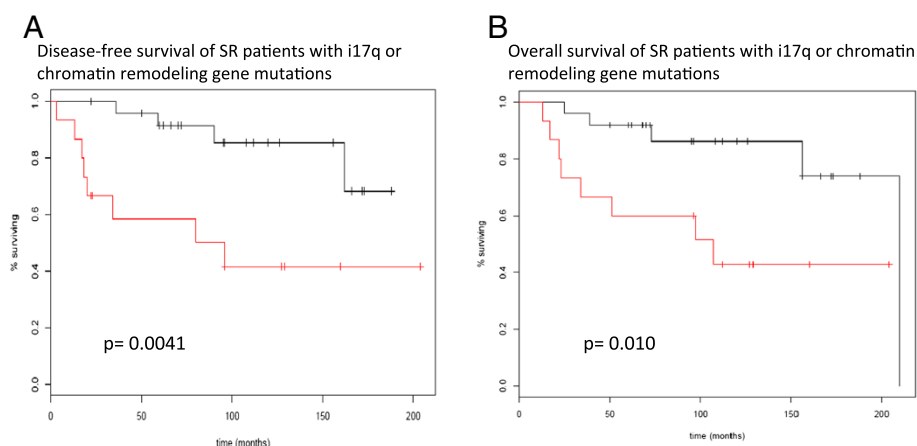 A
Disease-free survival of SR patients with i17q or
chromatin remodeling gene mutations
% surviving
1.0
0.8
0.6
0.4
0.2
0.0
p= 0.0041
0 50 100 150 200
time (months)
B
Overall survival of SR patients with i17q or chromatin
remodeling gene mutations
% surviving
1.0
0.8
0.6
0.4
0.2
0.0
p= 0.010
0 50 100 150 200
time (months)